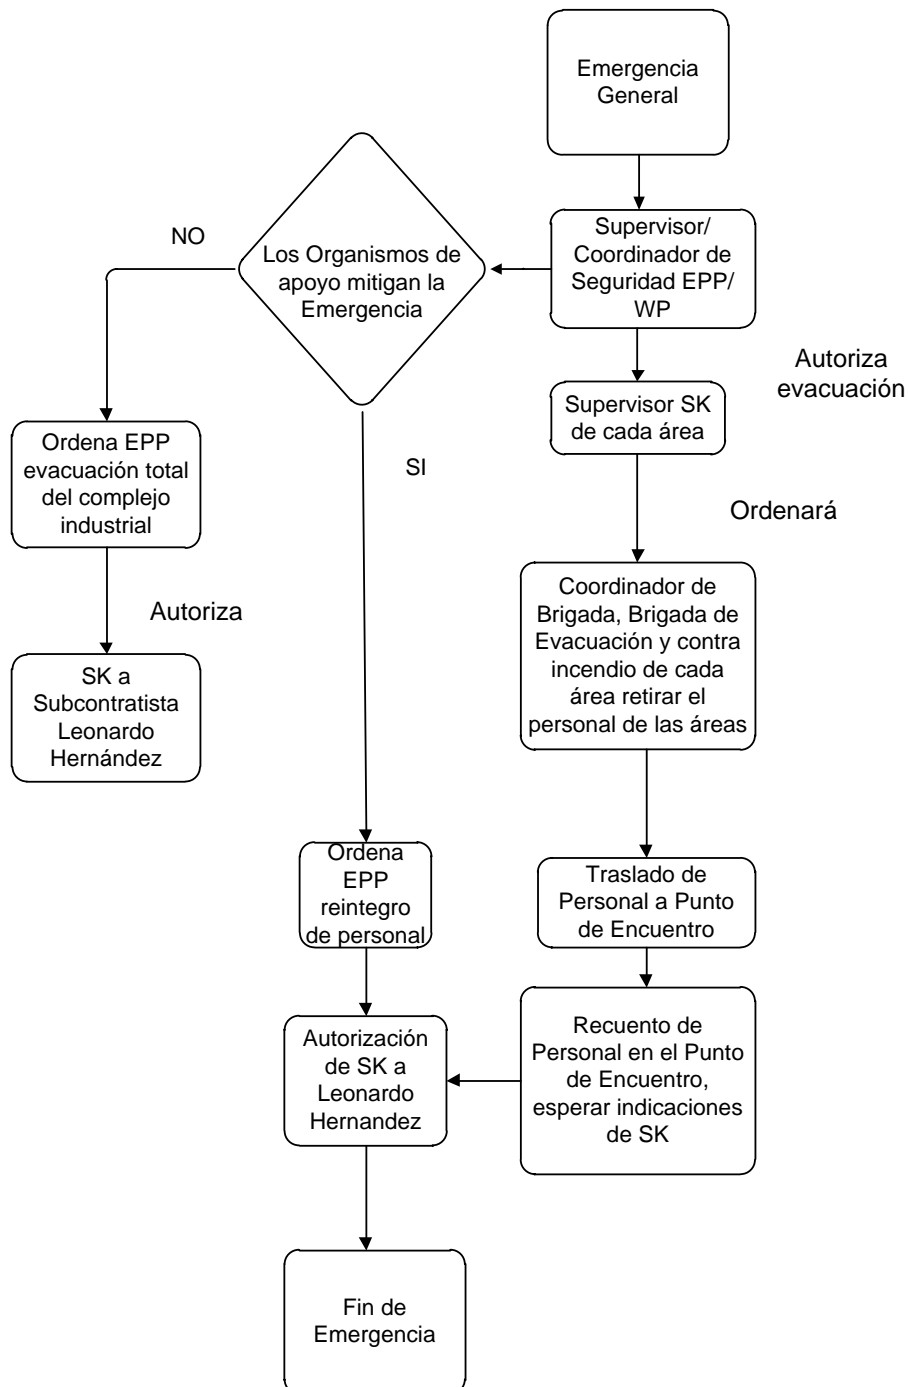 Emergencia
General
Supervisor/
Coordinador de
Seguridad EPP/
WP
NO
Los Organismos de
apoyo mitigan la
Emergencia
Autoriza
evacuación
Supervisor SK
de cada área
Ordena EPP
evacuación total
del complejo
industrial
SI
Ordenará
Autoriza
Coordinador de
Brigada, Brigada de
Evacuación y contra
incendio de cada
área retirar el
personal de las áreas
SK a
Subcontratista
Leonardo
Hernández
Ordena
EPP
reintegro
de personal
Traslado de
Personal a Punto
de Encuentro
Autorización
de SK a
Leonardo
Hernandez
Recuento de
Personal en el Punto
de Encuentro,
esperar indicaciones
de SK
Fin de
Emergencia